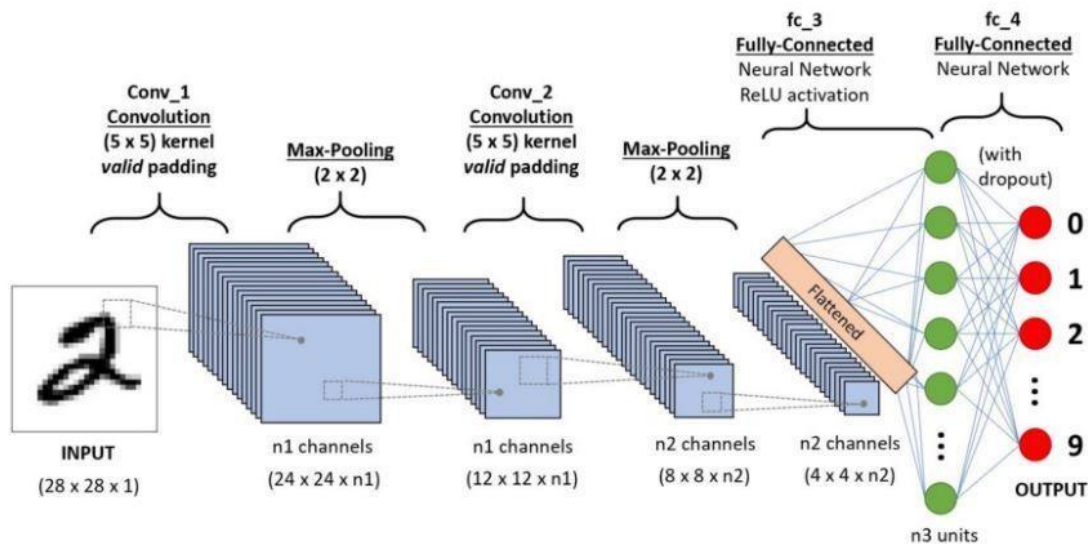 fc_3
Fully-Connected
Neural Network
ReLU activation
fc_4
Fully-Connected
Neural Network
Conv_1
Convolution
(5 x 5) kernel
valid padding
Max-Pooling
(2 x 2)
Conv_2
Convolution
(5 x 5) kernel
valid padding
Max-Pooling
(2 x 2)
(with
dropout)
Flattened
0
1
2
9
INPUT
(28 x 28 x 1)
n1 channels
(24 x 24 x n1)
n1 channels
(12 x 12 x n1)
n2 channels
(8 x 8 x n2)
n2 channels
(4 x 4 x n2)
n3 units
OUTPUT